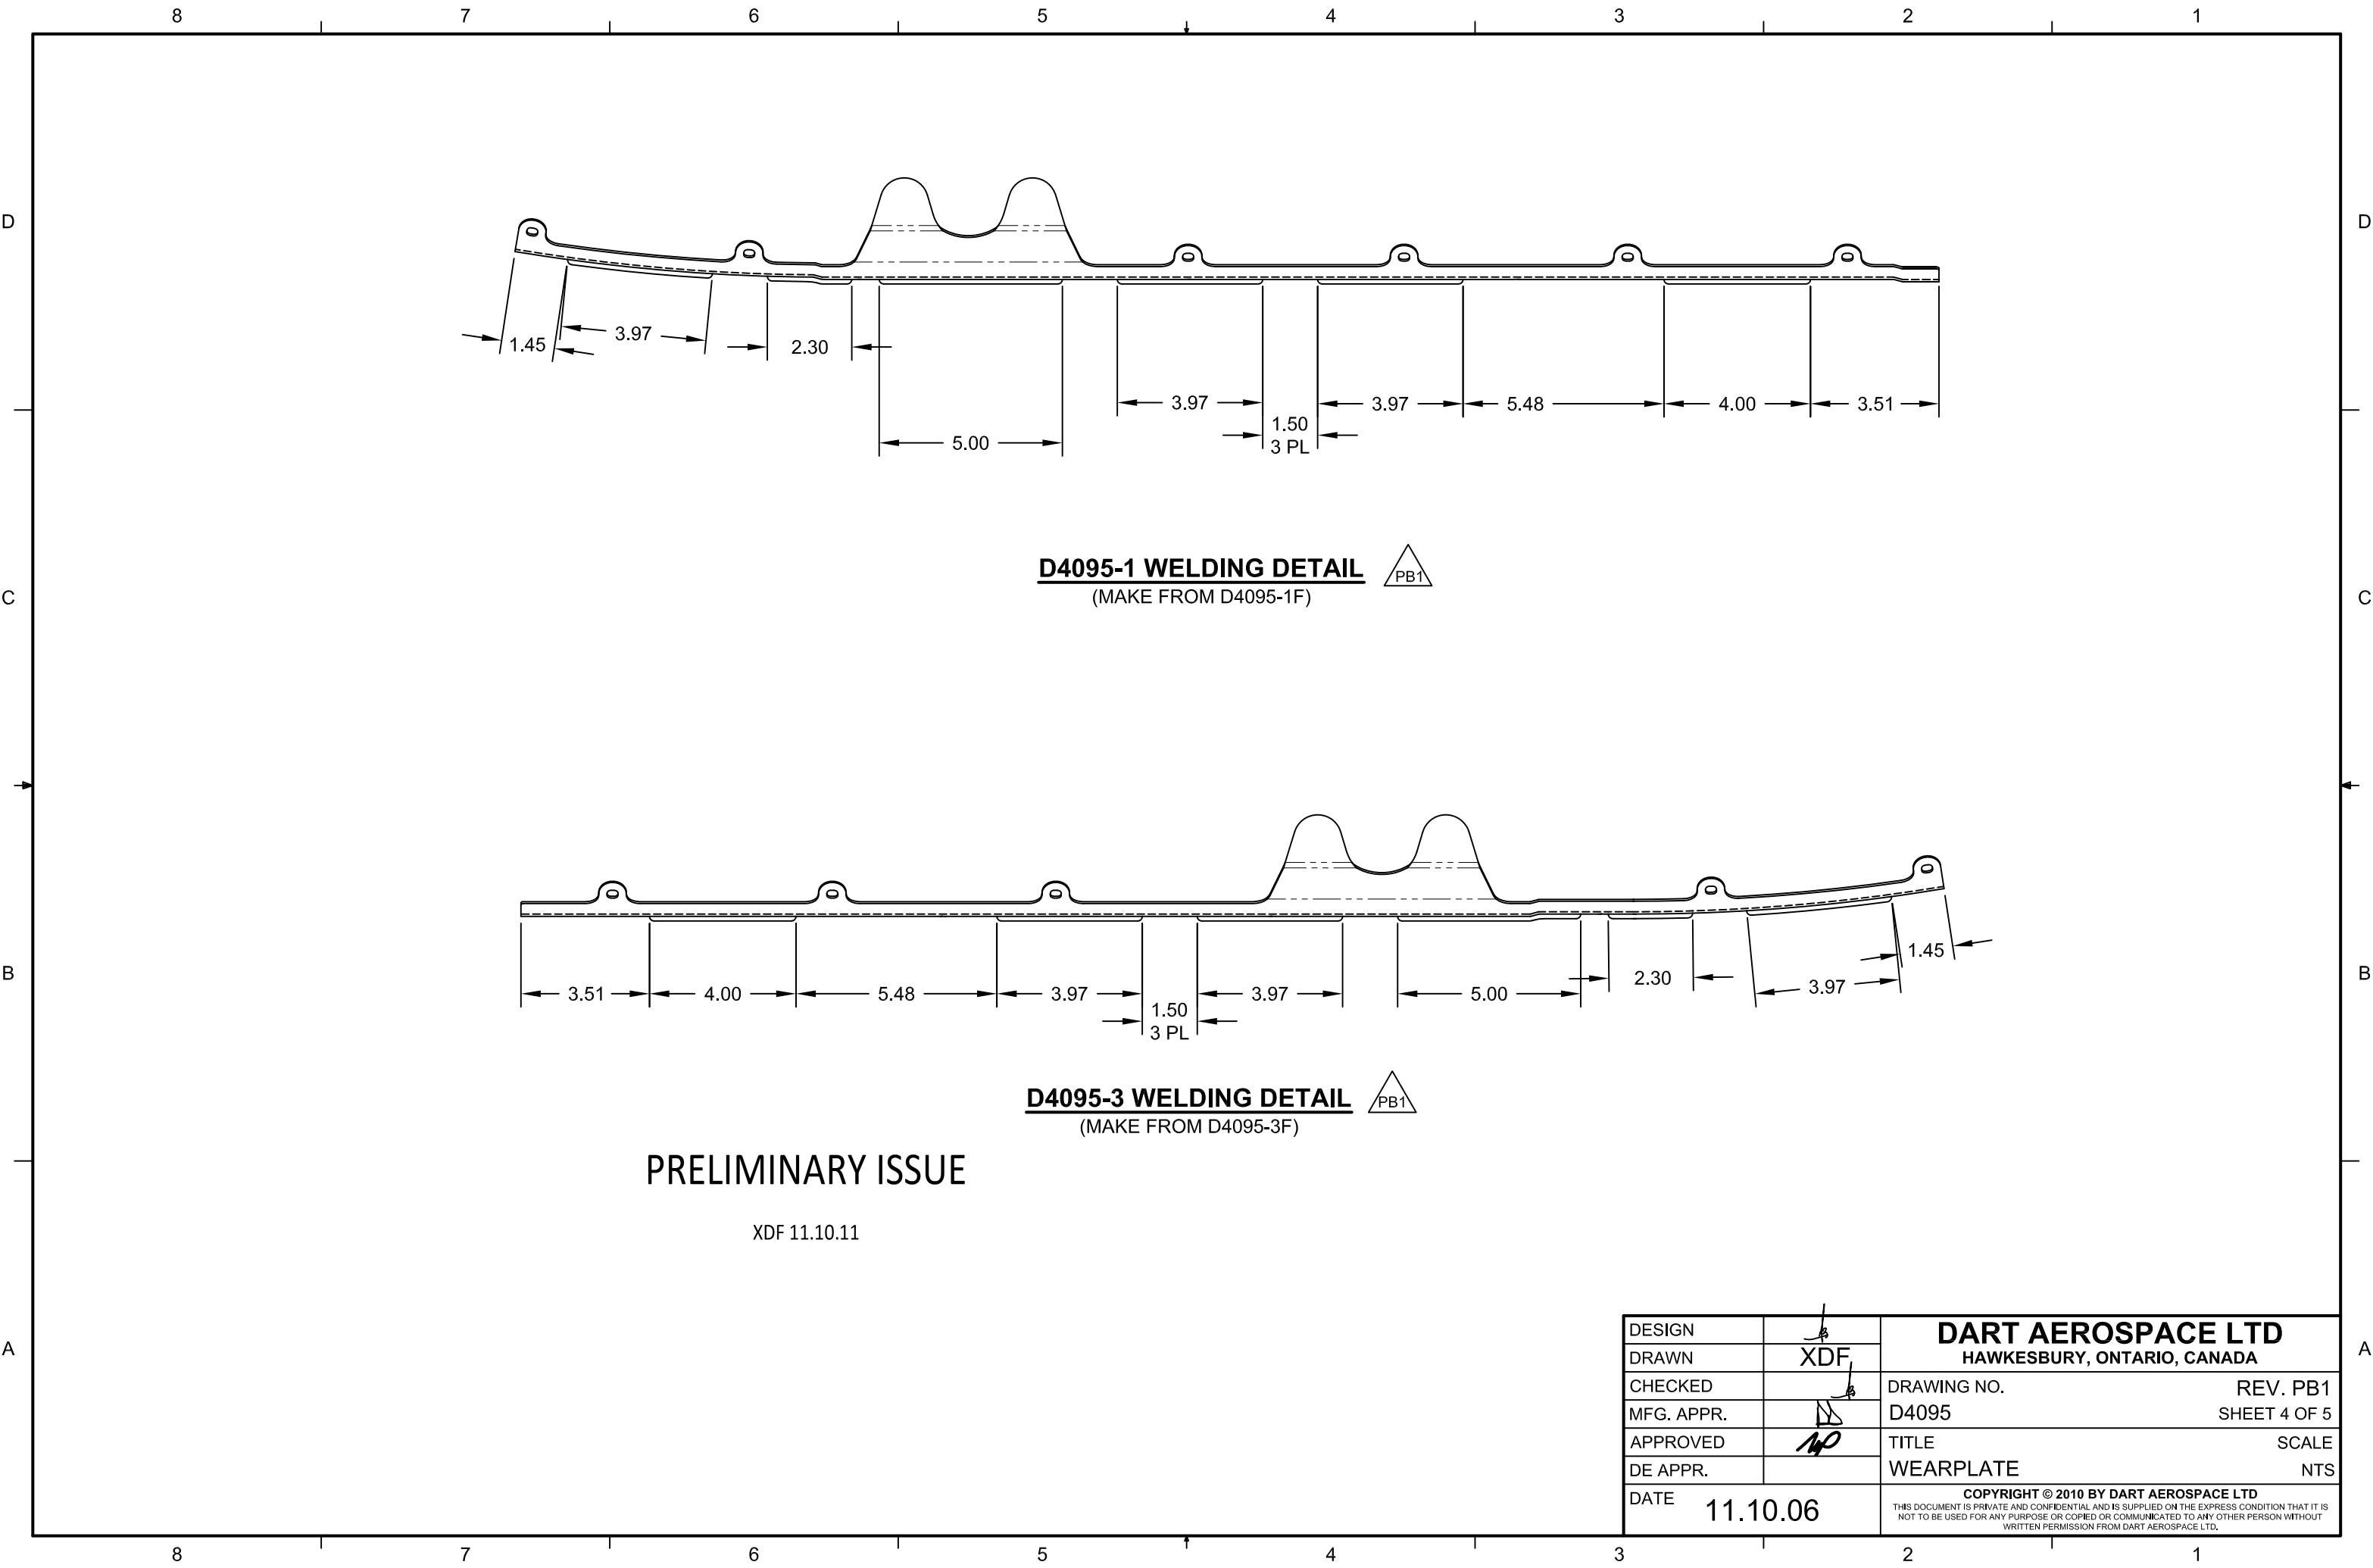 8 7 6 5 4 3 2 1
D
D
1.45
3.97
2.30
5.00
3.97
1.50
3 PL
3.97
5.48
4.00
3.51
D4095-1 WELDING DETAIL
PB1
(MAKE FROM D4095-1F)
C
C
3.51
4.00
5.48
3.97
1.50
3 PL
3.97
5.00
2.30
3.97
1.45
B
B
D4095-3 WELDING DETAIL
PB1
(MAKE FROM D4095-3F)
PRELIMINARY ISSUE
XDF 11.10.11
A
A
DESIGN
DRAWN XDF
CHECKED
MFG. APPR.
APPROVED
DE APPR.
DATE 11.10.06
DART AEROSPACE LTD
HAWKESBURY, ONTARIO, CANADA
DRAWING NO. REV. PB1
D4095 SHEET 4 OF 5
TITLE SCALE
WEARPLATE NTS
COPYRIGHT © 2010 BY DART AEROSPACE LTD
THIS DOCUMENT IS PRIVATE AND CONFIDENTIAL AND IS SUPPLIED ON THE EXPRESS CONDITION THAT IT IS
NOT TO BE USED FOR ANY PURPOSE OR COPIED OR COMMUNICATED TO ANY OTHER PERSON WITHOUT
WRITTEN PERMISSION FROM DART AEROSPACE LTD.
8 7 6 5 4 3 2 1